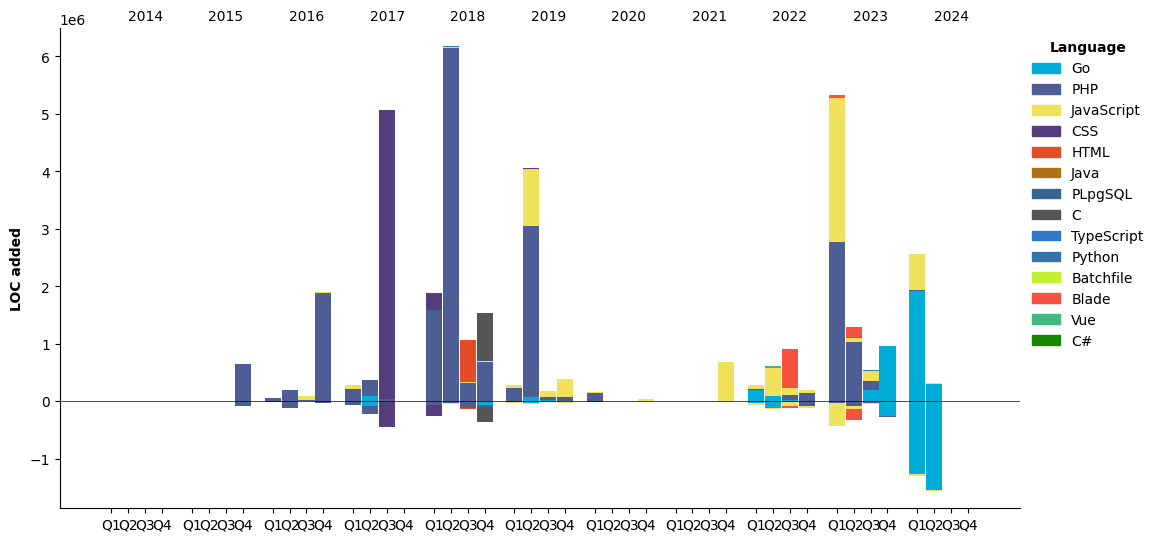 2014 2015 2016 2017 2018 2019 2020 2021 2022 2023 2024
1e6
6
5
4
3
2
1
0
−1
LOC added
Q1Q2Q3Q4 Q1Q2Q3Q4 Q1Q2Q3Q4 Q1Q2Q3Q4 Q1Q2Q3Q4 Q1Q2Q3Q4 Q1Q2Q3Q4 Q1Q2Q3Q4 Q1Q2Q3Q4 Q1Q2Q3Q4 Q1Q2Q3Q4
Language
Go
PHP
JavaScript
CSS
HTML
Java
PLpgSQL
C
TypeScript
Python
Batchfile
Blade
Vue
C#